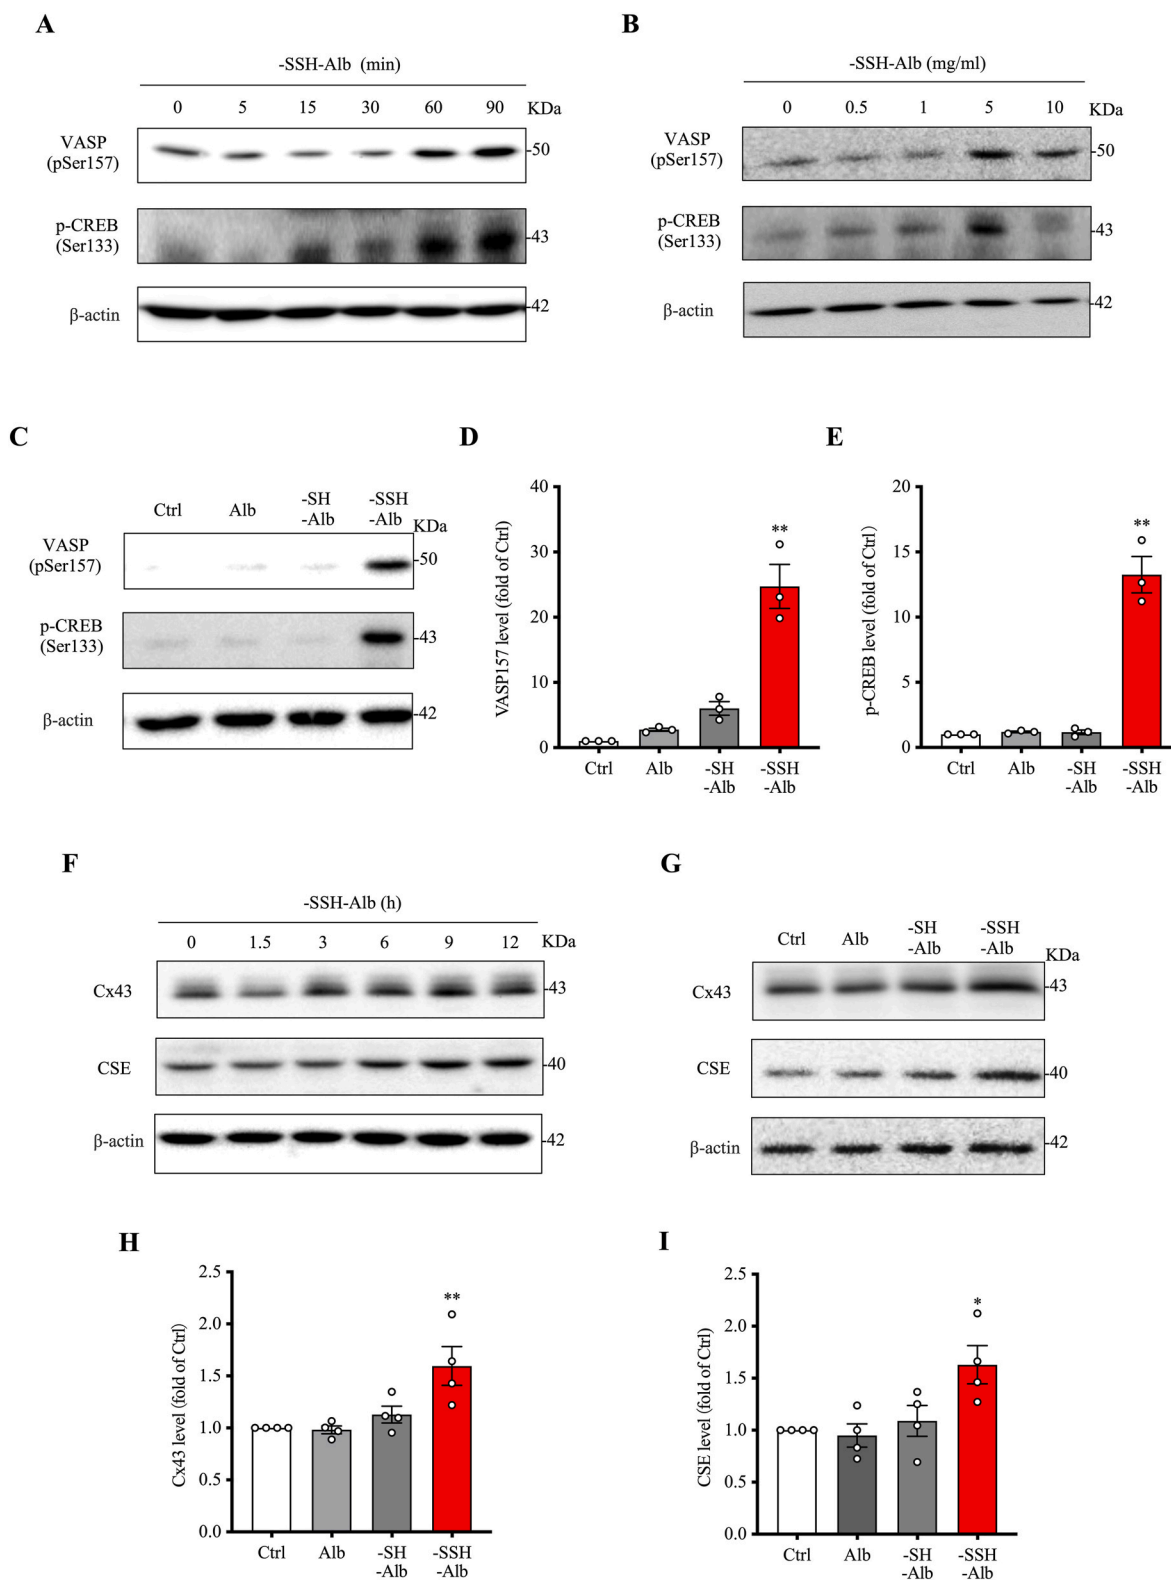 A
-SSH-Alb (min)
0 5 15 30 60 90 KDa
VASP
(pSer157)
-50
p-CREB
(Ser133)
-43
β-actin
-42
B
-SSH-Alb (mg/ml)
0 0.5 1 5 10 KDa
VASP
(pSer157)
-50
p-CREB
(Ser133)
-43
β-actin
-42
C
Ctrl Alb -SH
-Alb
-SSH
-Alb
KDa
VASP
(pSer157)
-50
p-CREB
(Ser133)
-43
β-actin
-42
D
VASP157 level (fold of Ctrl)
40
30
20
10
0
**
Ctrl Alb -SH
-Alb
-SSH
-Alb
E
p-CREB level (fold of Ctrl)
20
15
10
5
0
**
Ctrl Alb -SH
-Alb
-SSH
-Alb
F
-SSH-Alb (h)
0 1.5 3 6 9 12 KDa
Cx43
-43
CSE
-40
β-actin
-42
G
Ctrl Alb -SH
-Alb
-SSH
-Alb
KDa
Cx43
-43
CSE
-40
β-actin
-42
H
Cx43 level (fold of Ctrl)
2.5
2.0
1.5
1.0
0.5
0.0
**
Ctrl Alb -SH
-Alb
-SSH
-Alb
I
CSE level (fold of Ctrl)
2.5
2.0
1.5
1.0
0.5
0.0
*
Ctrl Alb -SH
-Alb
-SSH
-Alb